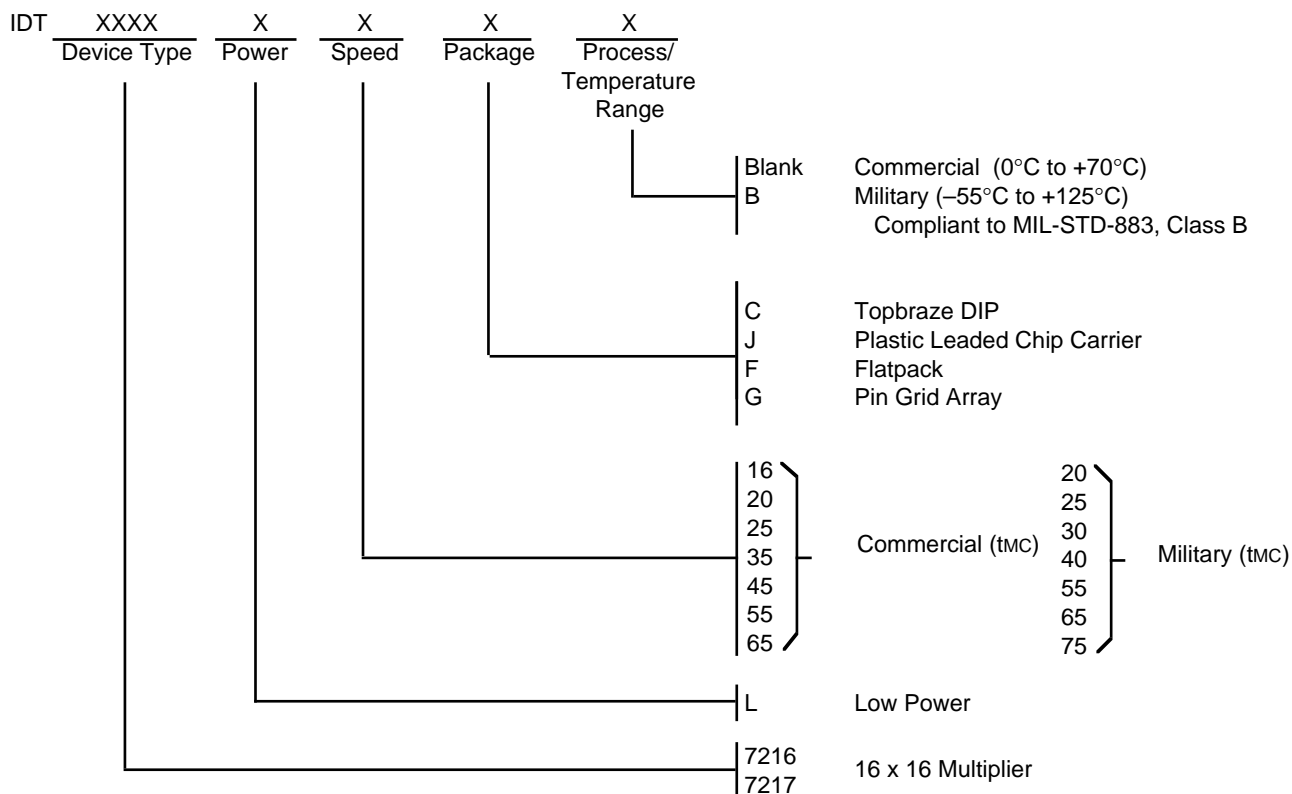 IDT XXXX X X X X
Device Type Power Speed Package Process/
Temperature
Range
Blank Commercial (0°C to +70°C)
B Military (–55°C to +125°C)
Compliant to MIL-STD-883, Class B
C Topbraze DIP
J Plastic Leaded Chip Carrier
F Flatpack
G Pin Grid Array
16
20
25
35
45
55
65
Commercial (tMC)
20
25
30
40
55
65
75
Military (tMC)
L Low Power
7216
7217
16 x 16 Multiplier